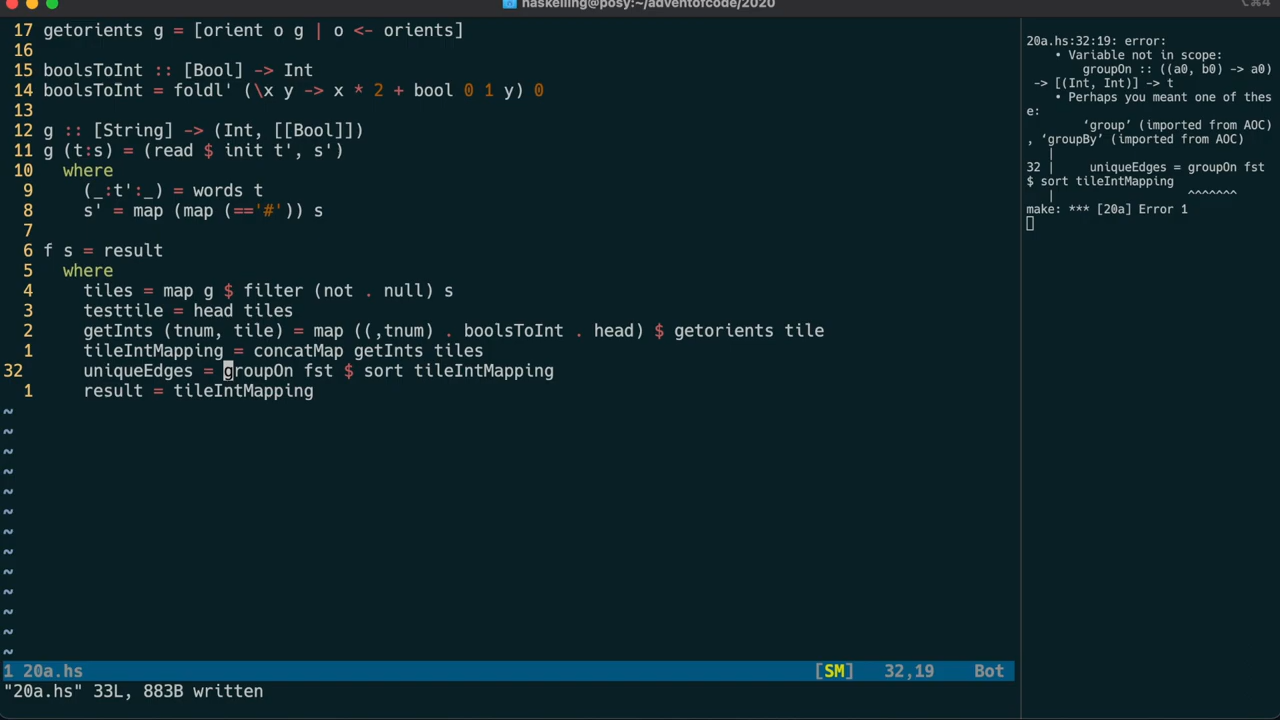 haskelling@posy:~/adventofcode/2020
17 getorients g = [orient o g | o <- orients]
16
15 boolsToInt :: [Bool] -> Int
14 boolsToInt = foldl' (\x y -> x * 2 + bool 0 1 y) 0
13
12 g :: [String] -> (Int, [[Bool]])
11 g (t:s) = (read $ init t', s')
10   where
9     (_:t':_) = words t
8     s' = map (map (=='#')) s
7
6 f s = result
5   where
4     tiles = map g $ filter (not . null) s
3     testtile = head tiles
2     getInts (tnum, tile) = map ((,tnum) . boolsToInt . head) $ getorients tile
1     tileIntMapping = concatMap getInts tiles
32     uniqueEdges = groupOn fst $ sort tileIntMapping
1     result = tileIntMapping
~
~
~
~
~
~
~
~
~
~
~
~
~
1 20a.hs [SM] 32,19 Bot
"20a.hs" 33L, 883B written
20a.hs:32:19: error:
• Variable not in scope:
groupOn :: ((a0, b0) -> a0)
-> [(Int, Int)] -> t
• Perhaps you meant one of thes
e:
‘group’ (imported from AOC)
, ‘groupBy’ (imported from AOC)
|
32 |     uniqueEdges = groupOn fst
$ sort tileIntMapping
|                   ^^^^^^^
make: *** [20a] Error 1